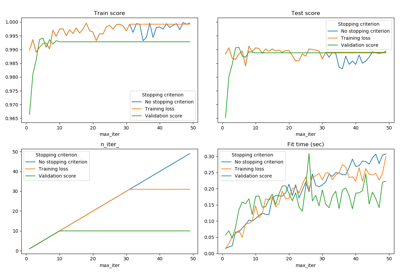 Train score
1.000
0.995
0.990
0.985
0.980
0.975
0.970
0.965
Stopping criterion
No stopping criterion
Training loss
Validation score
0 10 20 30 40 50
max_iter
Test score
Stopping criterion
No stopping criterion
Training loss
Validation score
0 10 20 30 40 50
max_iter
n_iter_
50
40
30
20
10
0
Stopping criterion
No stopping criterion
Training loss
Validation score
0 10 20 30 40 50
max_iter
Fit time (sec)
0.30
0.25
0.20
0.15
0.10
0.05
0.00
Stopping criterion
No stopping criterion
Training loss
Validation score
0 10 20 30 40 50
max_iter